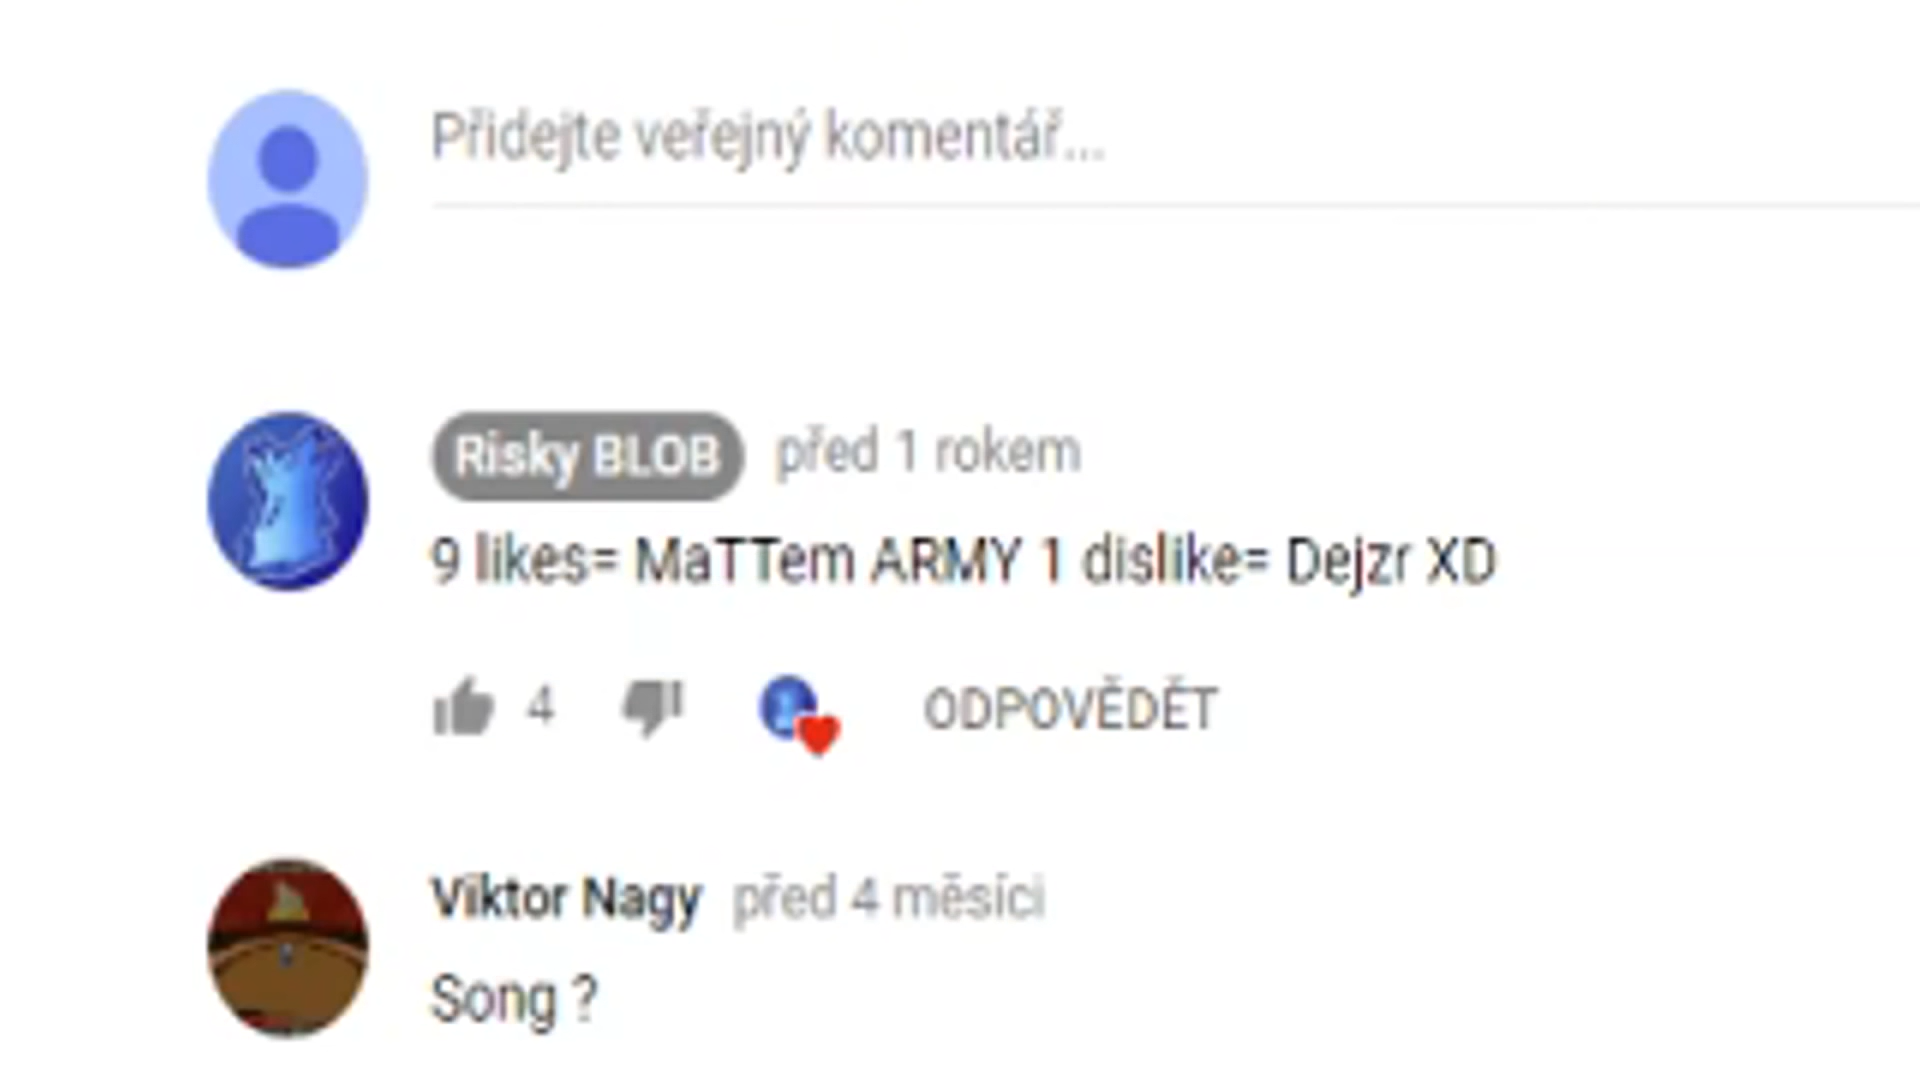 Přidejte veřejný komentář...
Risky BLOB před 1 rokem
9 likes= MaTTem ARMY 1 dislike= Dejzr XD
4 ODPOVĚDĚT
Viktor Nagy před 4 měsíci
Song ?